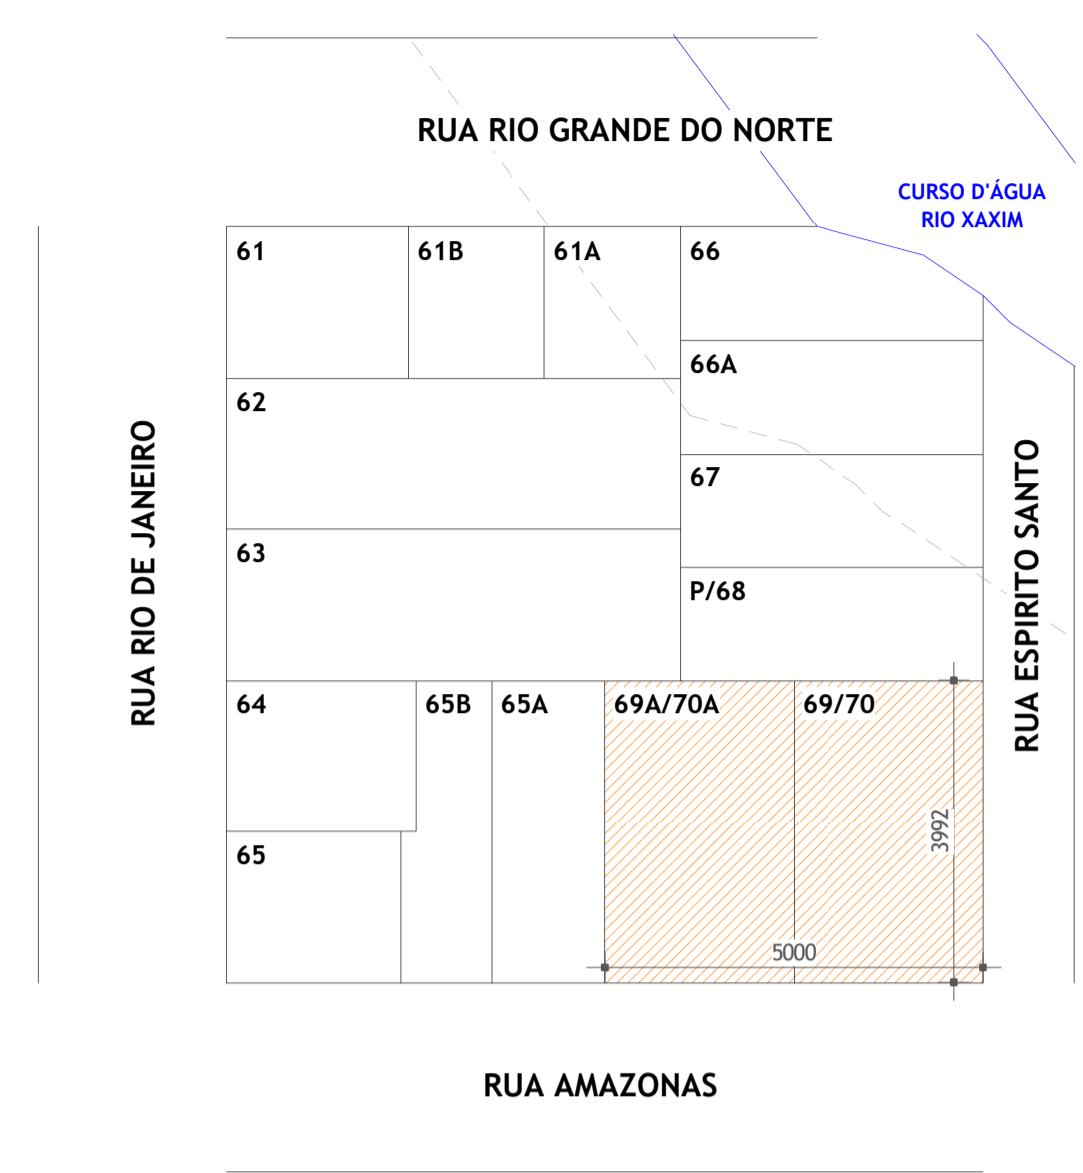 RUA RIO GRANDE DO NORTE
CURSO D'ÁGUA
RIO XAXIM
61
61B
61A
66
66A
62
67
63
P/68
RUA RIO DE JANEIRO
RUA ESPIRITO SANTO
64
65B
65A
69A/70A
69/70
65
3992
5000
RUA AMAZONAS